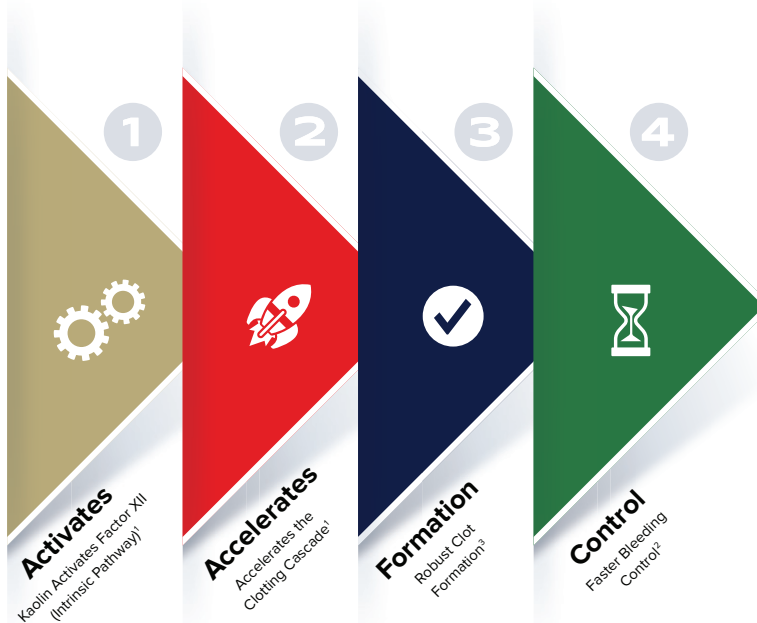 1
2
3
4
Activates
Kaolin Activates Factor XII
(Intrinsic Pathway)¹
Accelerates
Accelerates the
Clotting Cascade¹
Formation
Robust Clot
Formation³
Control
Faster Bleeding
Control²